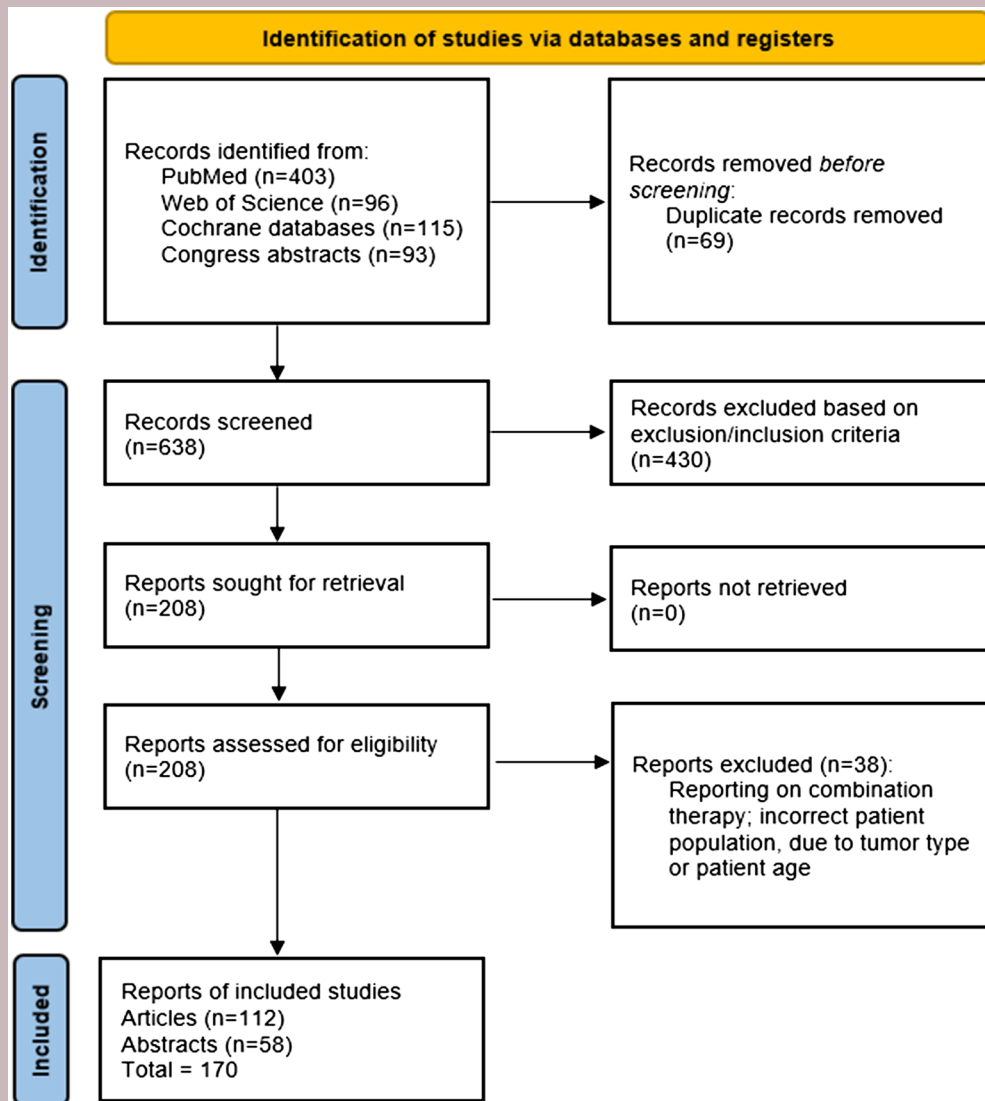 Identification of studies via databases and registers
Identification
Records identified from:
PubMed (n=403)
Web of Science (n=96)
Cochrane databases (n=115)
Congress abstracts (n=93)
Records removed before
screening:
Duplicate records removed
(n=69)
Screening
Records screened
(n=638)
Records excluded based on
exclusion/inclusion criteria
(n=430)
Reports sought for retrieval
(n=208)
Reports not retrieved
(n=0)
Reports assessed for eligibility
(n=208)
Reports excluded (n=38):
Reporting on combination
therapy; incorrect patient
population, due to tumor type
or patient age
Included
Reports of included studies
Articles (n=112)
Abstracts (n=58)
Total = 170